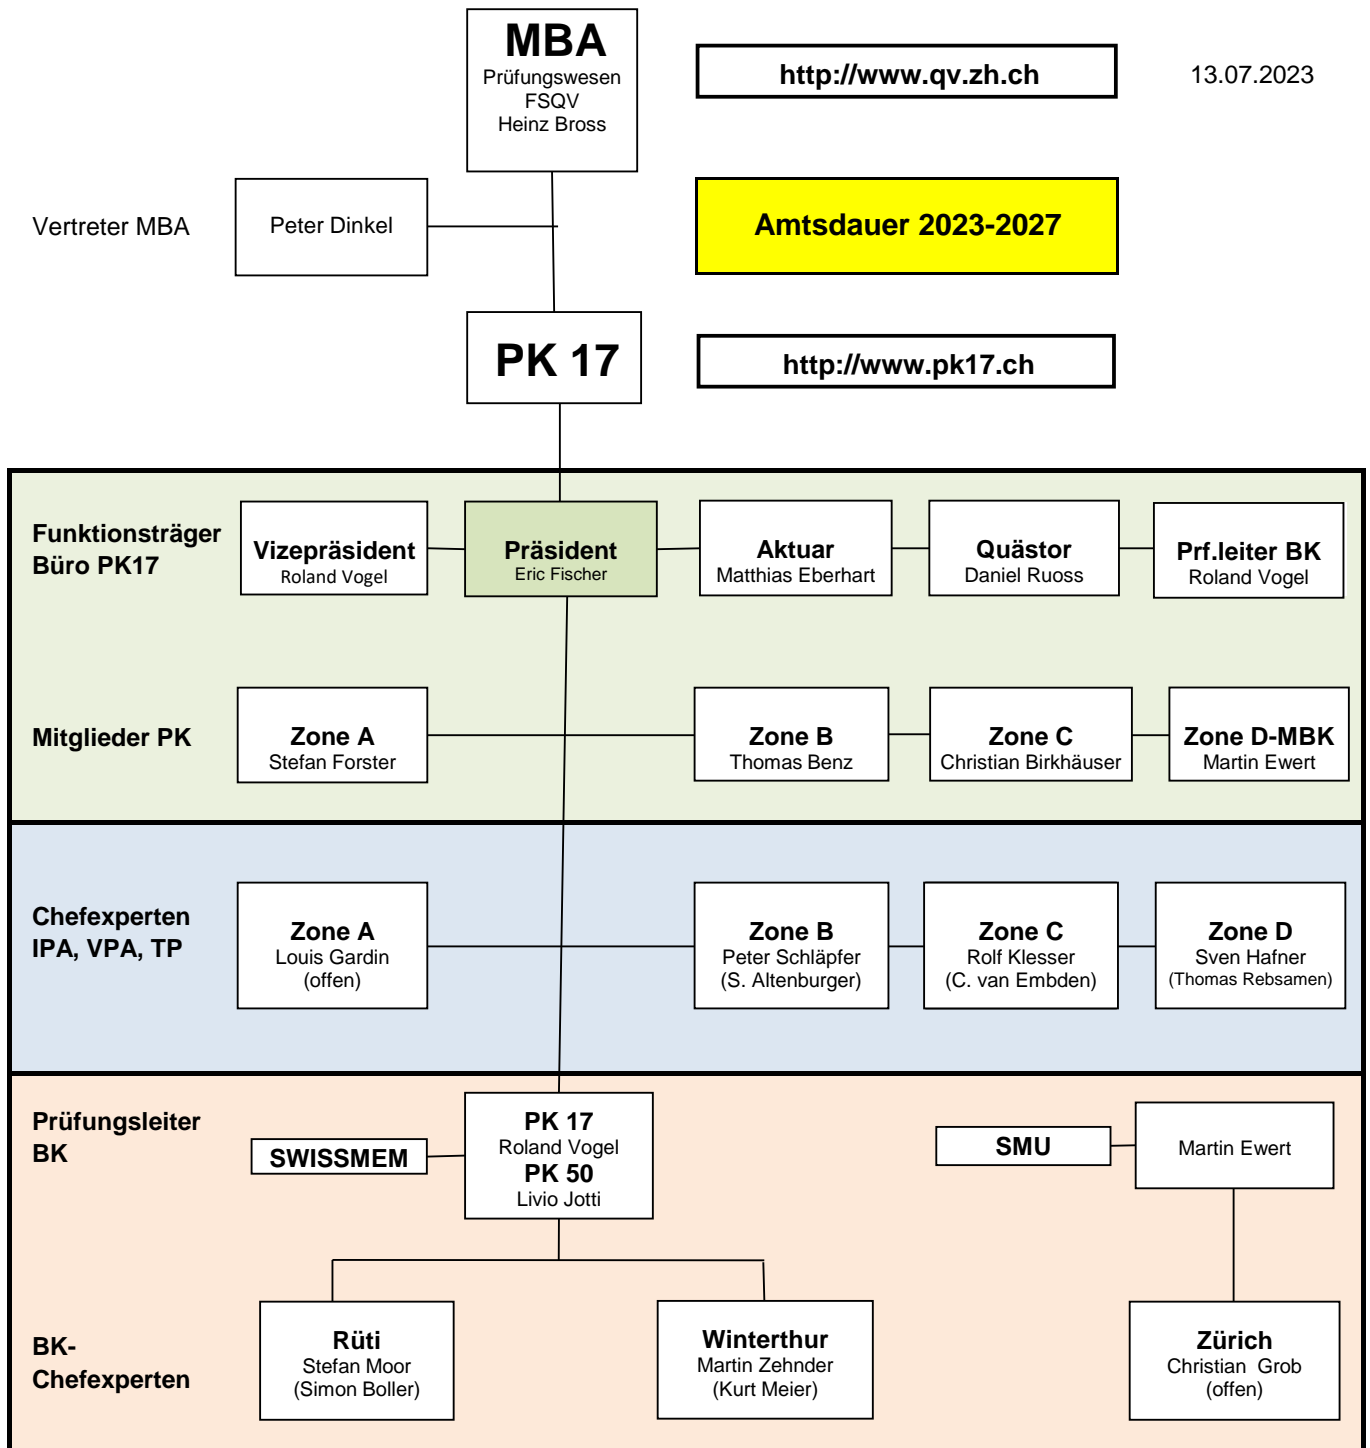 MBA
Prüfungswesen
FSQV
Heinz Bross
http://www.qv.zh.ch
13.07.2023
Vertreter MBA
Peter Dinkel
Amtsdauer 2023-2027
PK 17
http://www.pk17.ch
Funktionsträger
Büro PK17
Vizepräsident
Roland Vogel
Präsident
Eric Fischer
Aktuar
Matthias Eberhart
Quästor
Daniel Ruoss
Prf.leiter BK
Roland Vogel
Mitglieder PK
Zone A
Stefan Forster
Zone B
Thomas Benz
Zone C
Christian Birkhäuser
Zone D-MBK
Martin Ewert
Chefexperten
IPA, VPA, TP
Zone A
Louis Gardin
(offen)
Zone B
Peter Schläpfer
(S. Altenburger)
Zone C
Rolf Klesser
(C. van Embden)
Zone D
Sven Hafner
(Thomas Rebsamen)
Prüfungsleiter
BK
SWISSMEM
PK 17
Roland Vogel
PK 50
Livio Jotti
SMU
Martin Ewert
BK-
Chefexperten
Rüti
Stefan Moor
(Simon Boller)
Winterthur
Martin Zehnder
(Kurt Meier)
Zürich
Christian  Grob
(offen)